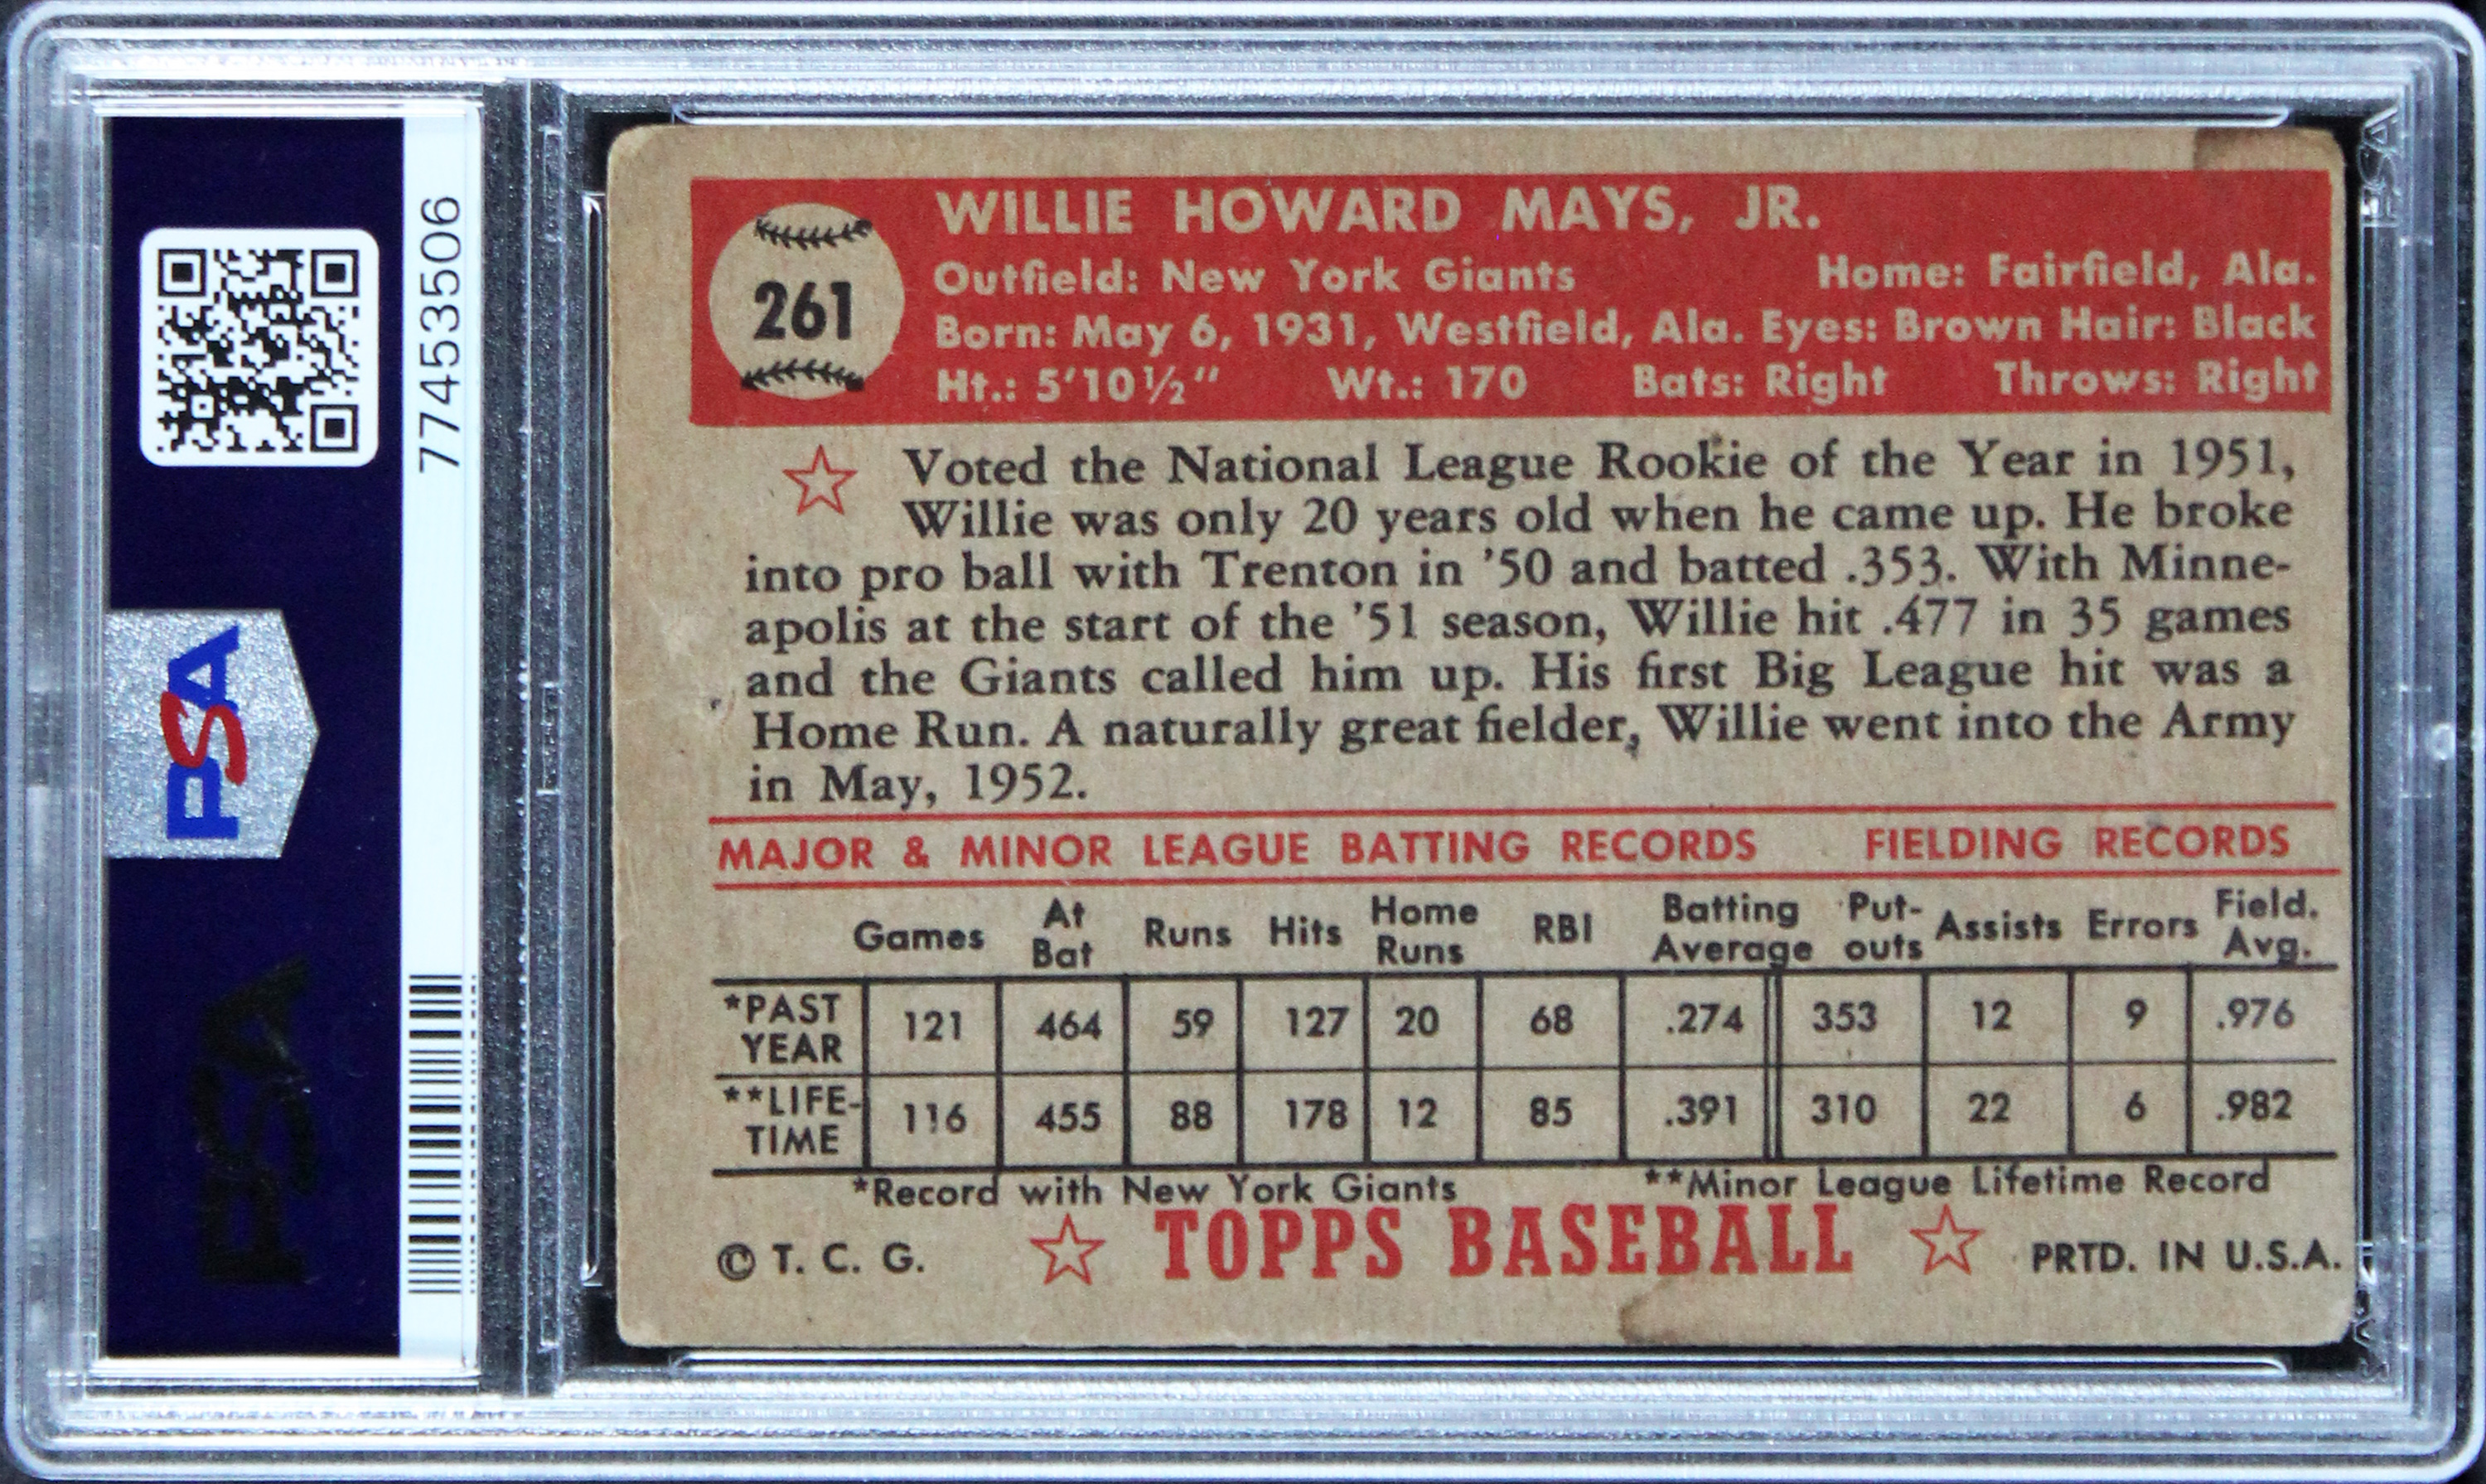 77453506
PSA
PSA
261
WILLIE HOWARD MAYS, JR.
Outfield: New York Giants Home: Fairfield, Ala.
Born: May 6, 1931, Westfield, Ala. Eyes: Brown Hair: Black
Ht.: 5'10½" Wt.: 170 Bats: Right Throws: Right
Voted the National League Rookie of the Year in 1951,
Willie was only 20 years old when he came up. He broke
into pro ball with Trenton in '50 and batted .353. With Minne-
apolis at the start of the '51 season, Willie hit .477 in 35 games
and the Giants called him up. His first Big League hit was a
Home Run. A naturally great fielder, Willie went into the Army
in May, 1952.
MAJOR & MINOR LEAGUE BATTING RECORDS FIELDING RECORDS
Games At Bat Runs Hits Home Runs RBI Batting Average Put-outs Assists Errors Field. Avg.
*PAST YEAR 121 464 59 127 20 68 .274 353 12 9 .976
**LIFE-TIME 116 455 88 178 12 85 .391 310 22 6 .982
*Record with New York Giants **Minor League Lifetime Record
© T. C. G. ☆ TOPPS BASEBALL ☆ PRTD. IN U.S.A.